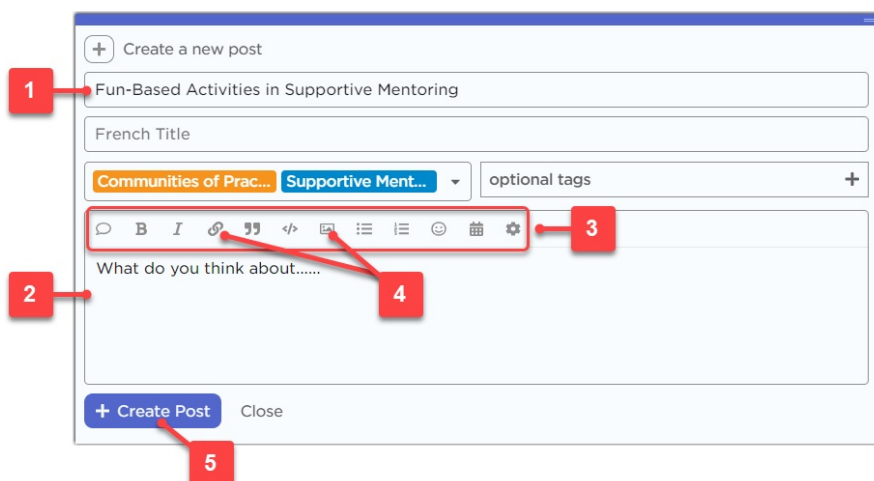 Create a new post
1
Fun-Based Activities in Supportive Mentoring
French Title
Communities of Prac... Supportive Ment... optional tags +
B I </> 3
What do you think about......
2
4
+ Create Post Close
5